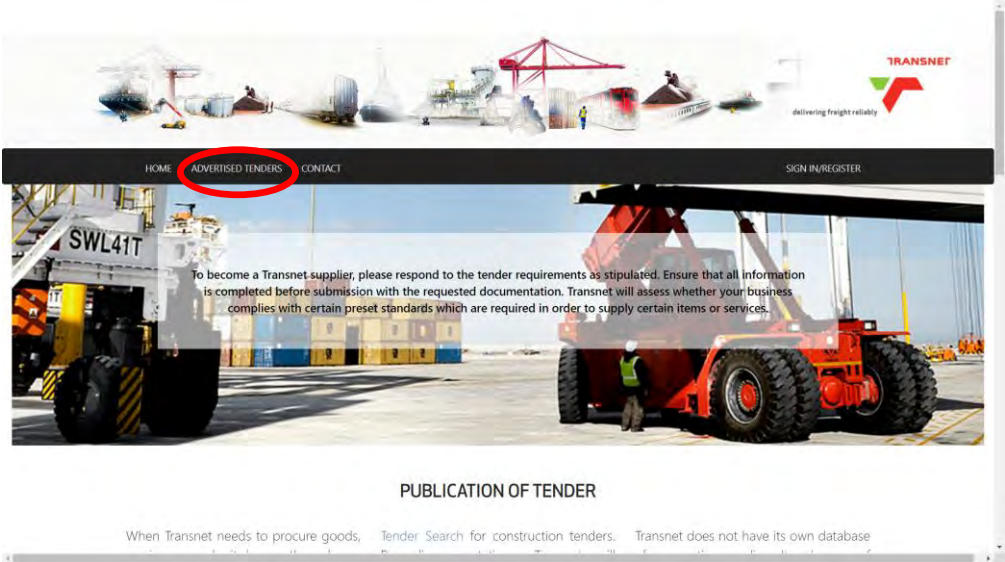 TRANSNET
delivering freight reliably
HOME ADVERTISED TENDERS CONTACT SIGN IN/REGISTER
SWL41T
To become a Transnet supplier, please respond to the tender requirements as stipulated. Ensure that all information
is completed before submission with the requested documentation. Transnet will assess whether your business
complies with certain preset standards which are required in order to supply certain items or services.
PUBLICATION OF TENDER
When Transnet needs to procure goods,
Tender Search for construction tenders.
Transnet does not have its own database